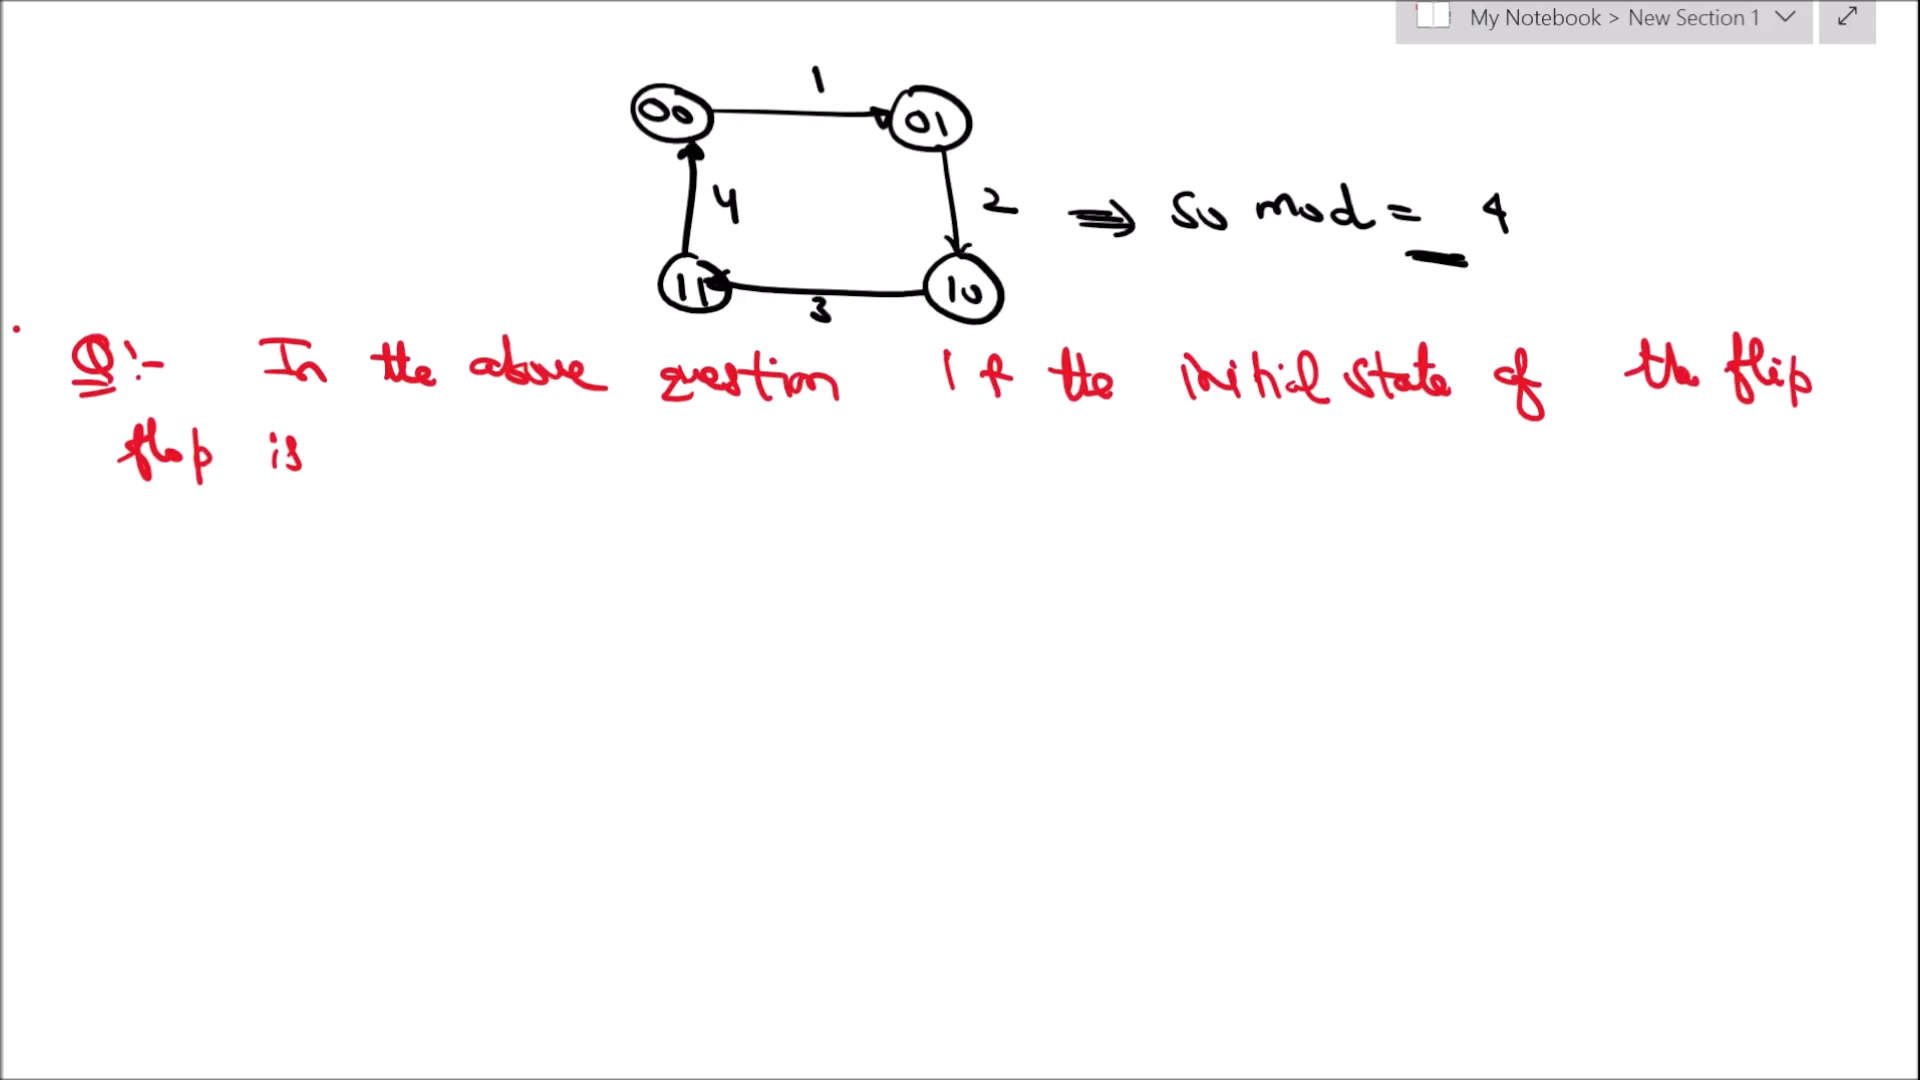 My Notebook > New Section 1
1
00
01
4
2
⇒ So mod = 4
11
10
3
Q:- In the above question if the initial state of the flip
flop is